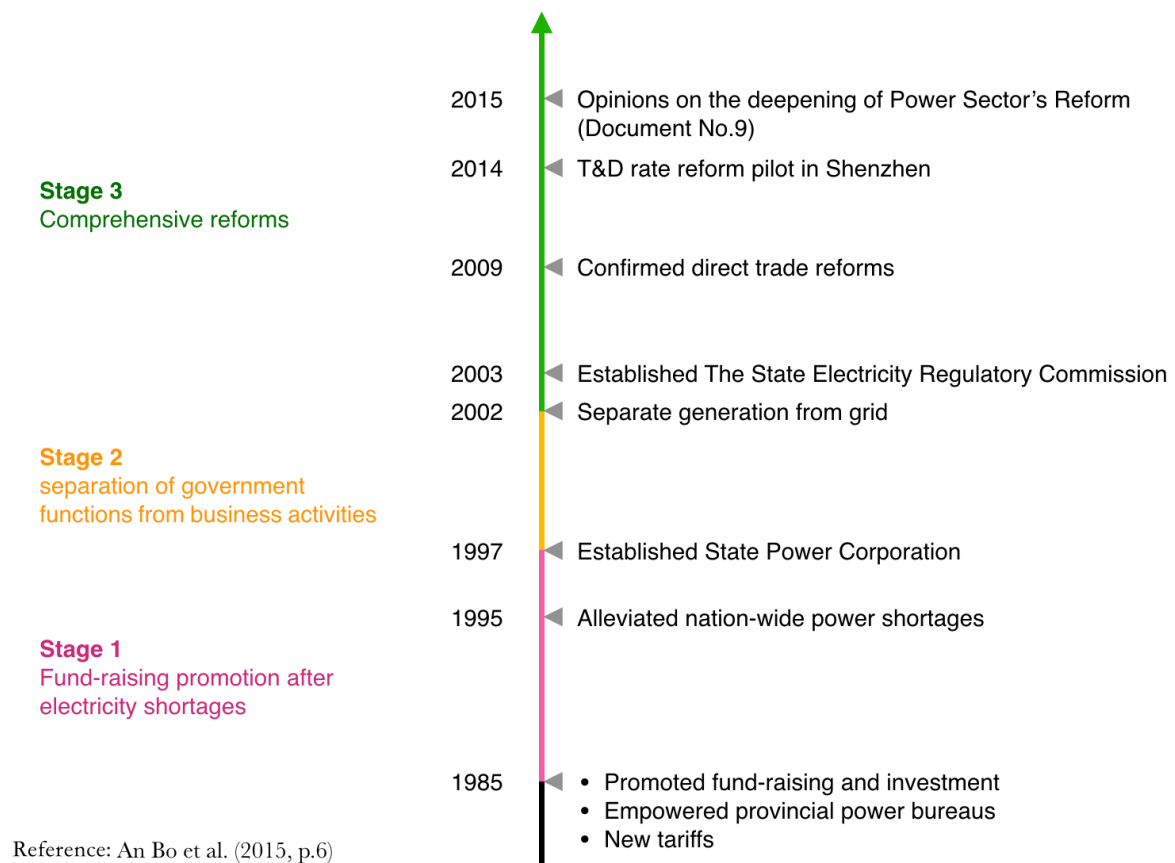 2015 Opinions on the deepening of Power Sector’s Reform
(Document No.9)
2014 T&D rate reform pilot in Shenzhen
Stage 3
Comprehensive reforms
2009 Confirmed direct trade reforms
2003 Established The State Electricity Regulatory Commission
2002 Separate generation from grid
Stage 2
separation of government
functions from business activities
1997 Established State Power Corporation
1995 Alleviated nation-wide power shortages
Stage 1
Fund-raising promotion after
electricity shortages
1985 • Promoted fund-raising and investment
• Empowered provincial power bureaus
• New tariffs
Reference: An Bo et al. (2015, p.6)